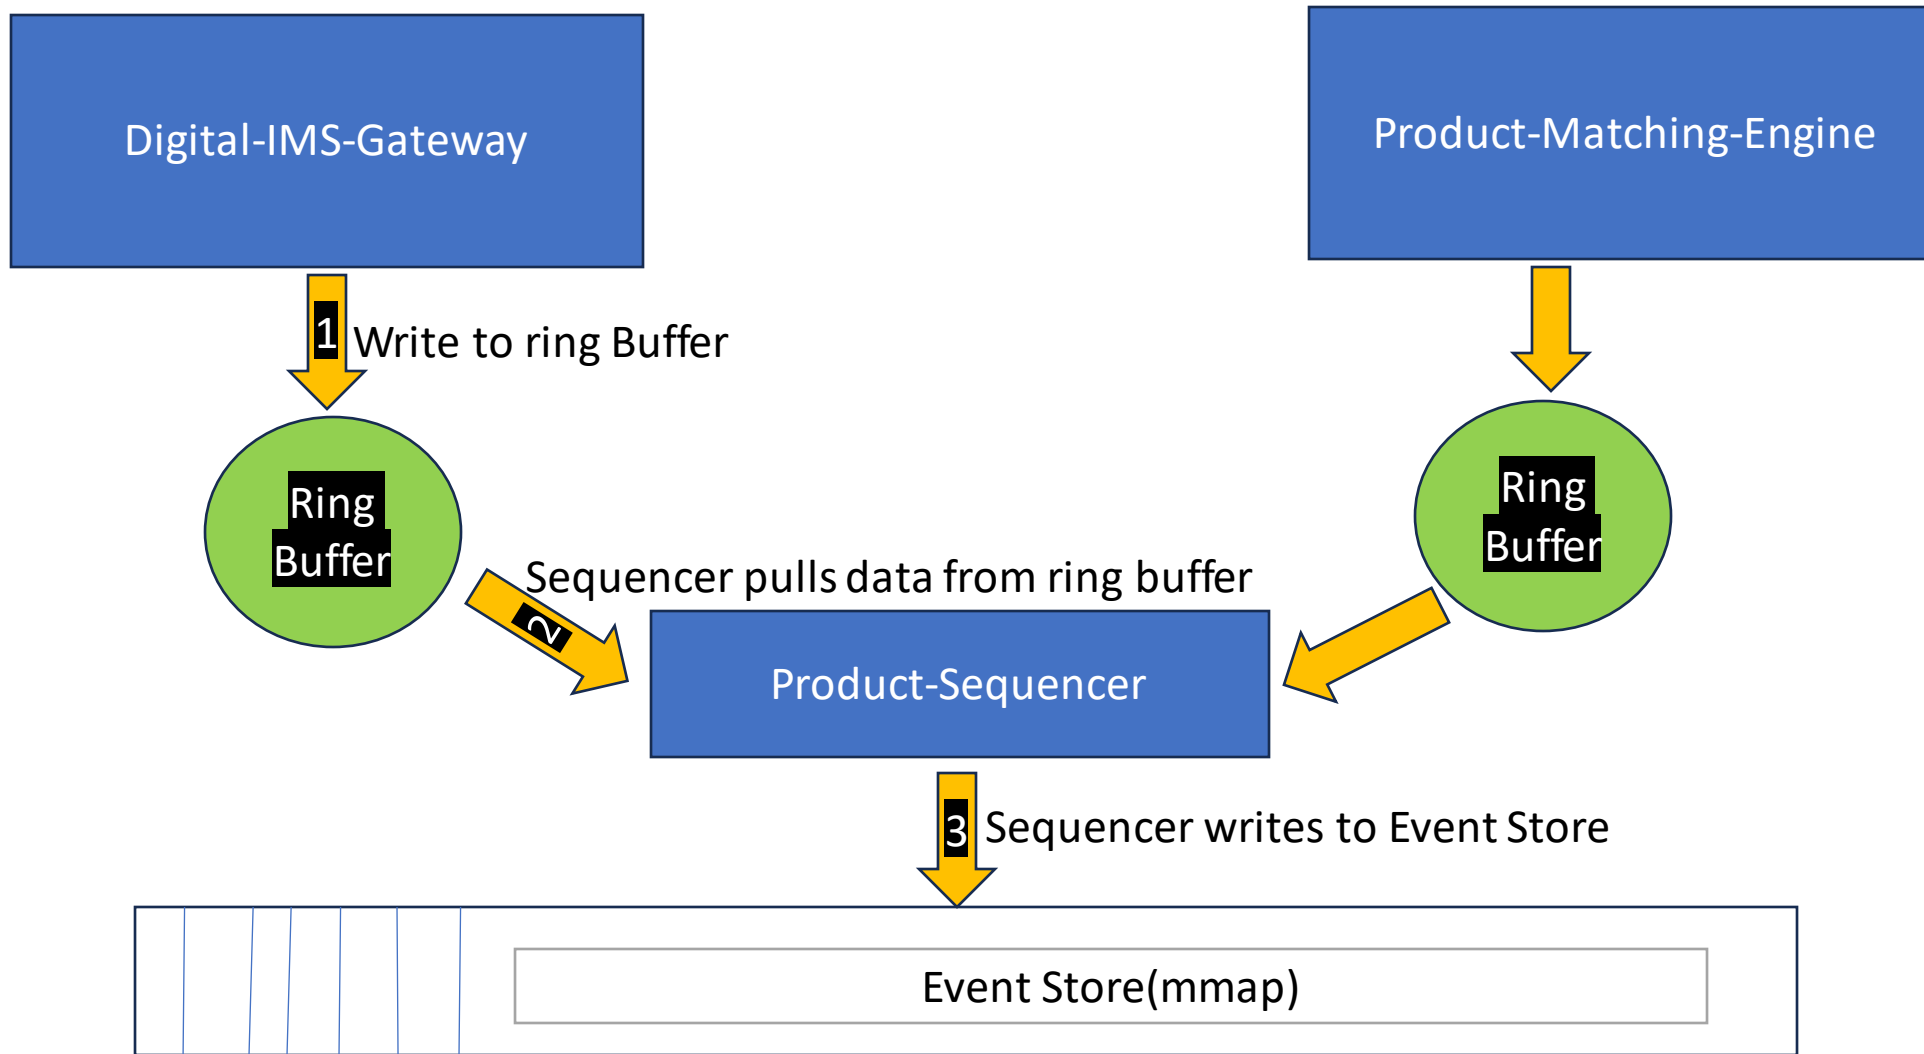 Digital-IMS-Gateway
Product-Matching-Engine
1
Write to ring Buffer
Ring
Buffer
Ring
Buffer
Sequencer pulls data from ring buffer
2
Product-Sequencer
3
Sequencer writes to Event Store
Event Store(mmap)